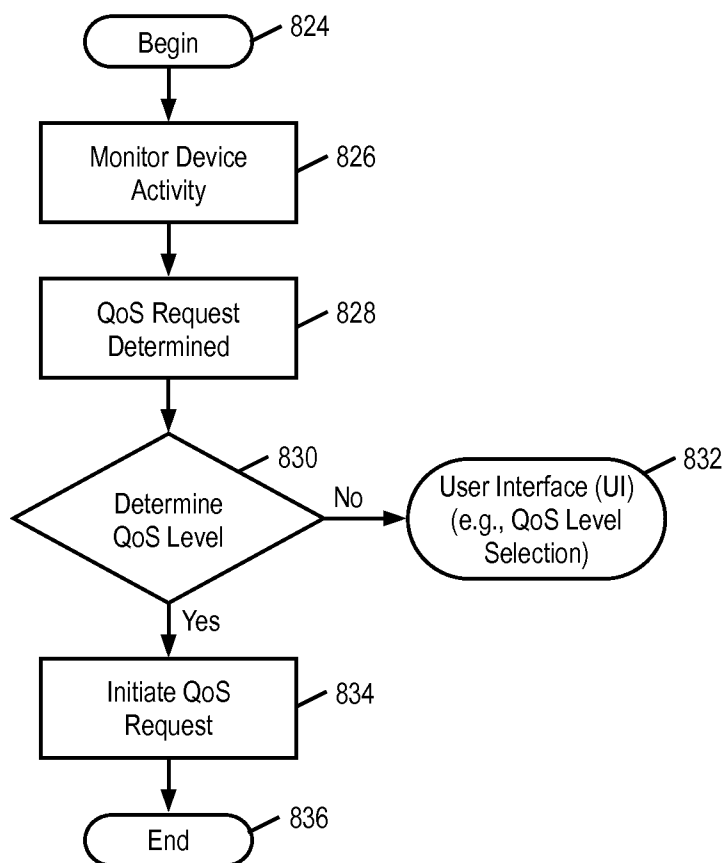 Begin
824
Monitor Device
Activity
826
QoS Request
Determined
828
830
Determine
QoS Level
No
User Interface (UI)
(e.g., QoS Level
Selection)
832
Yes
Initiate QoS
Request
834
End
836